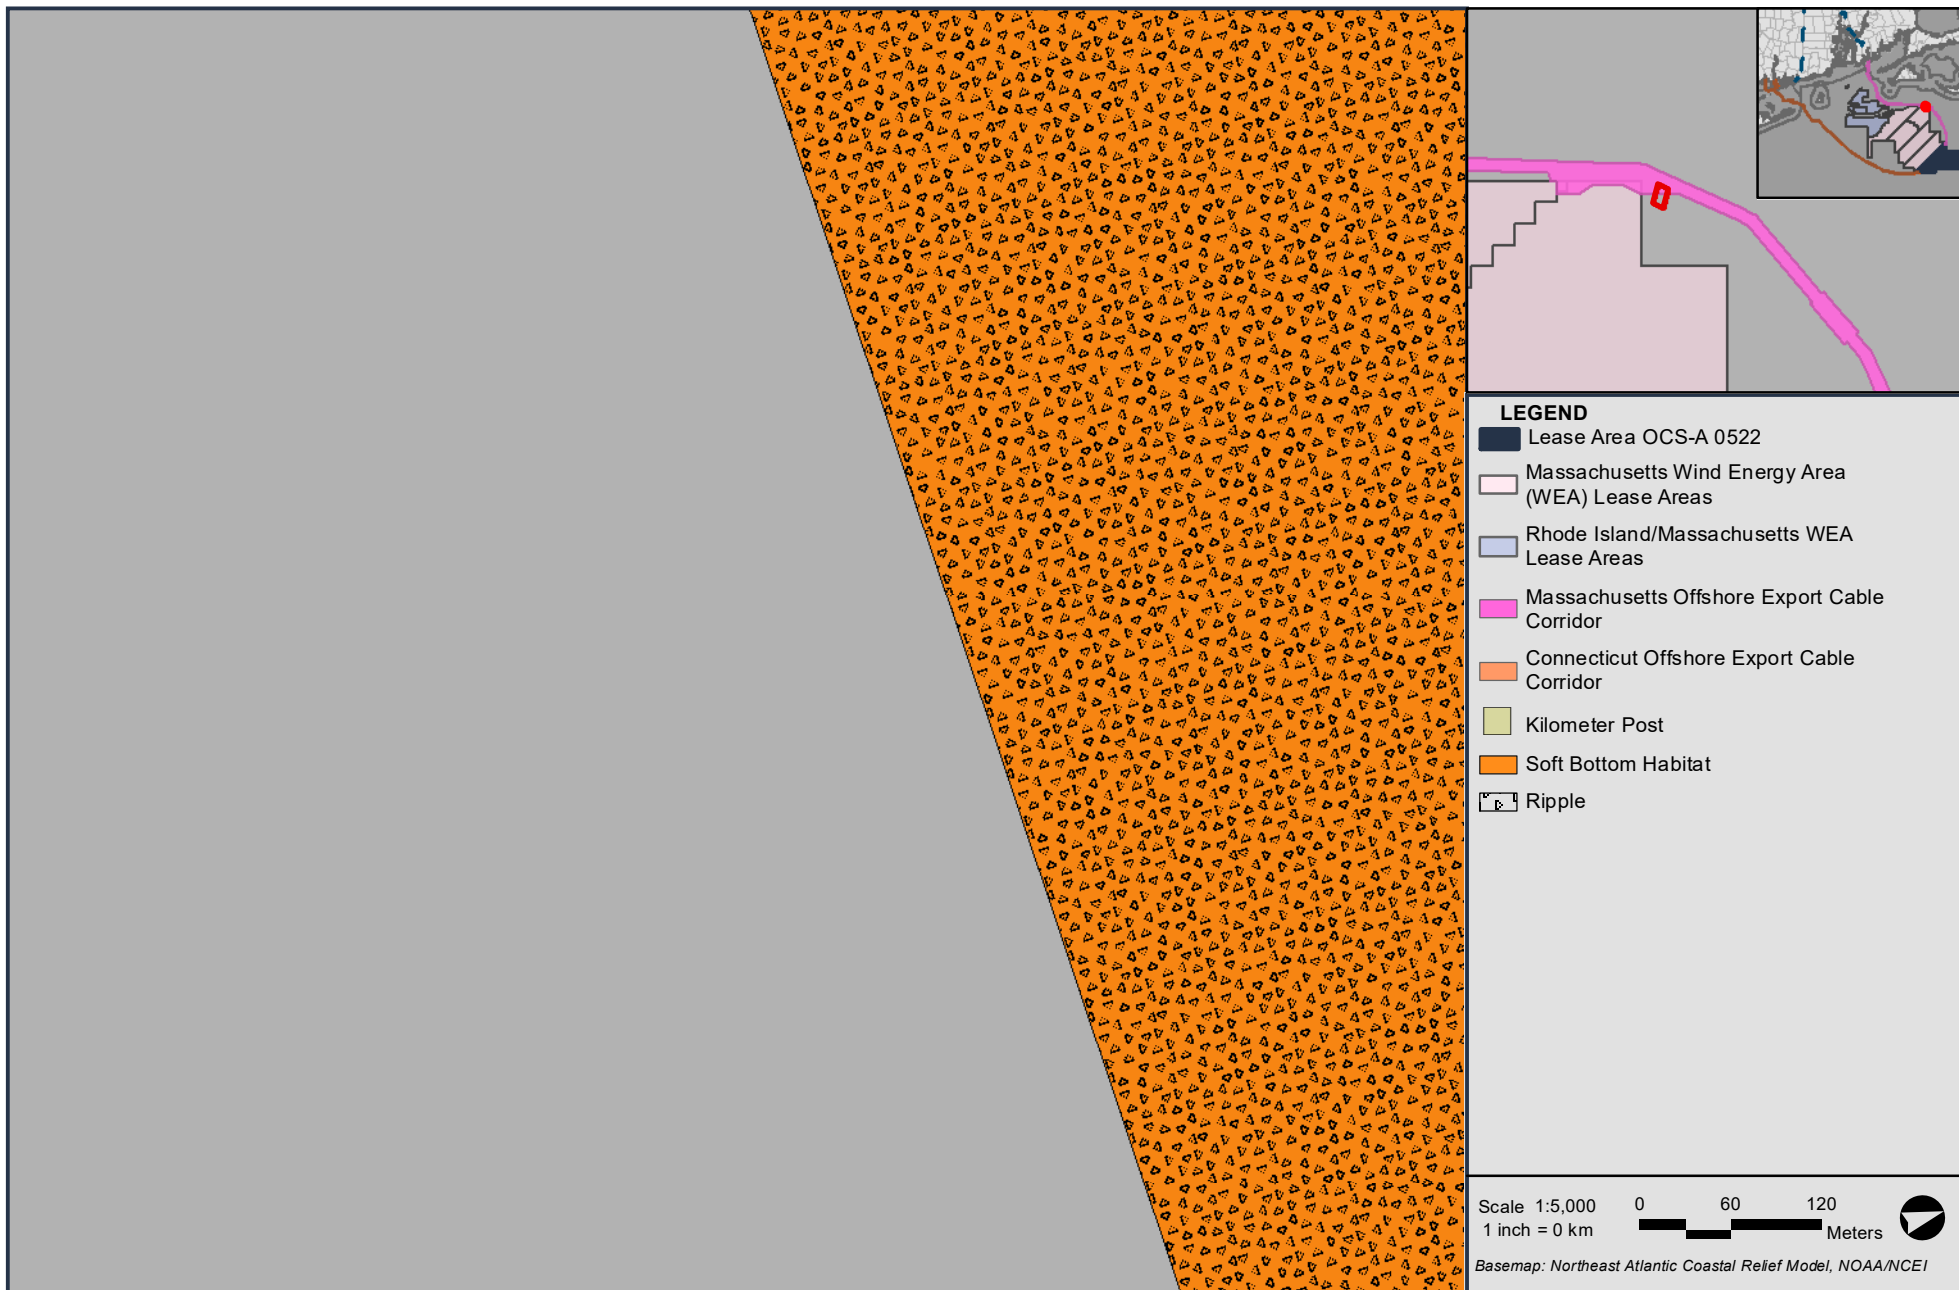 LEGEND
Lease Area OCS-A 0522
Massachusetts Wind Energy Area
(WEA) Lease Areas
Rhode Island/Massachusetts WEA
Lease Areas
Massachusetts Offshore Export Cable
Corridor
Connecticut Offshore Export Cable
Corridor
Kilometer Post
Soft Bottom Habitat
Ripple
Scale 1:5,000
1 inch = 0 km
0 60 120
Meters
Basemap: Northeast Atlantic Coastal Relief Model, NOAA/NCEI